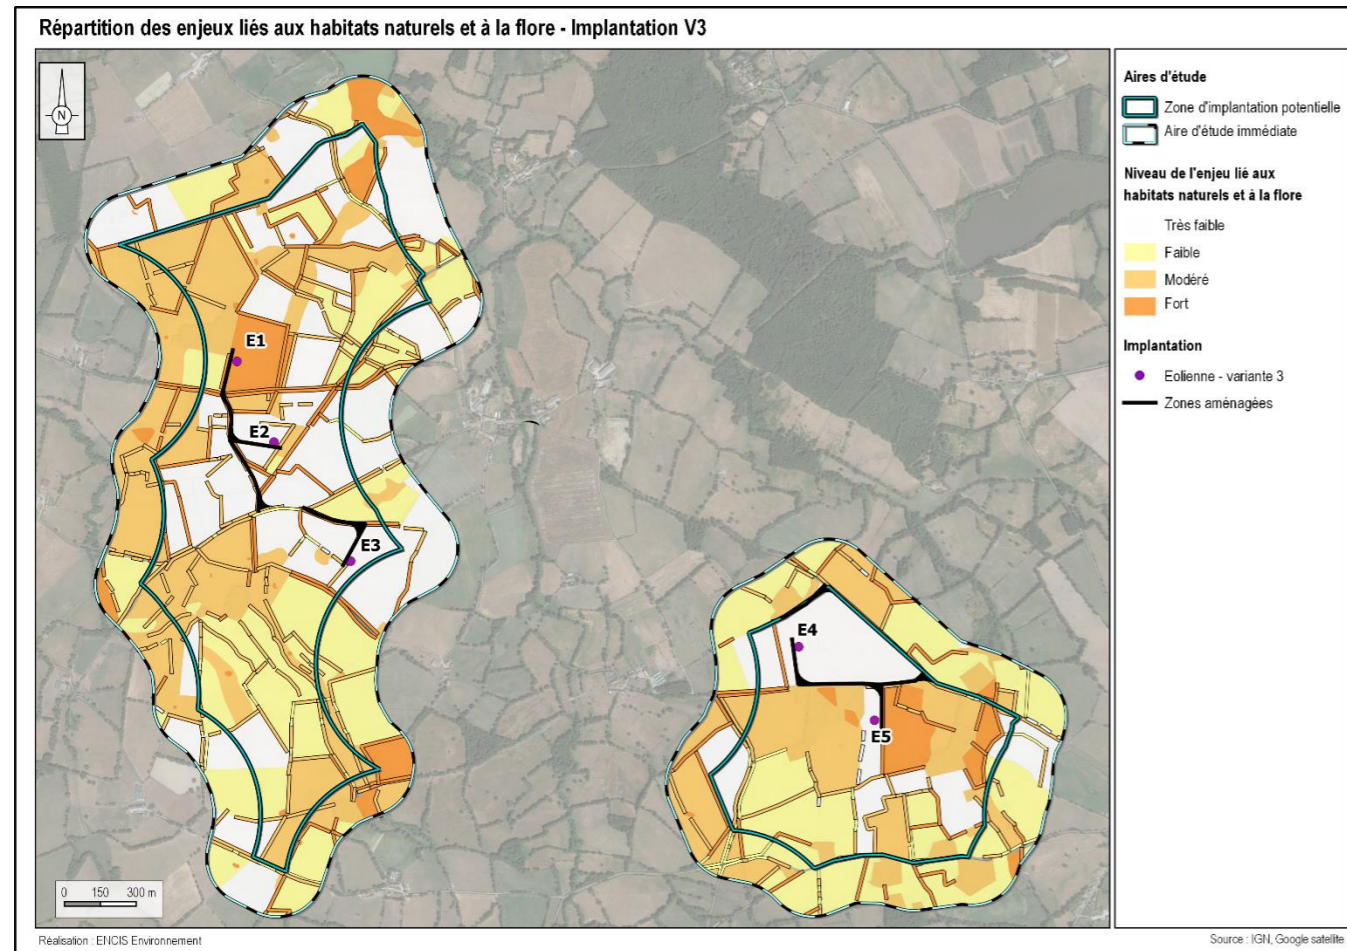 Répartition des enjeux liés aux habitats naturels et à la flore - Implantation V3
N
E1
E2
E3
E4
E5
0 150 300 m
Aires d'étude
Zone d'implantation potentielle
Aire d'étude immédiate
Niveau de l'enjeu lié aux
habitats naturels et à la flore
Très faible
Faible
Modéré
Fort
Implantation
Eolienne - variante 3
Zones aménagées
Réalisation : ENCIS Environnement
Source : IGN, Google satellite